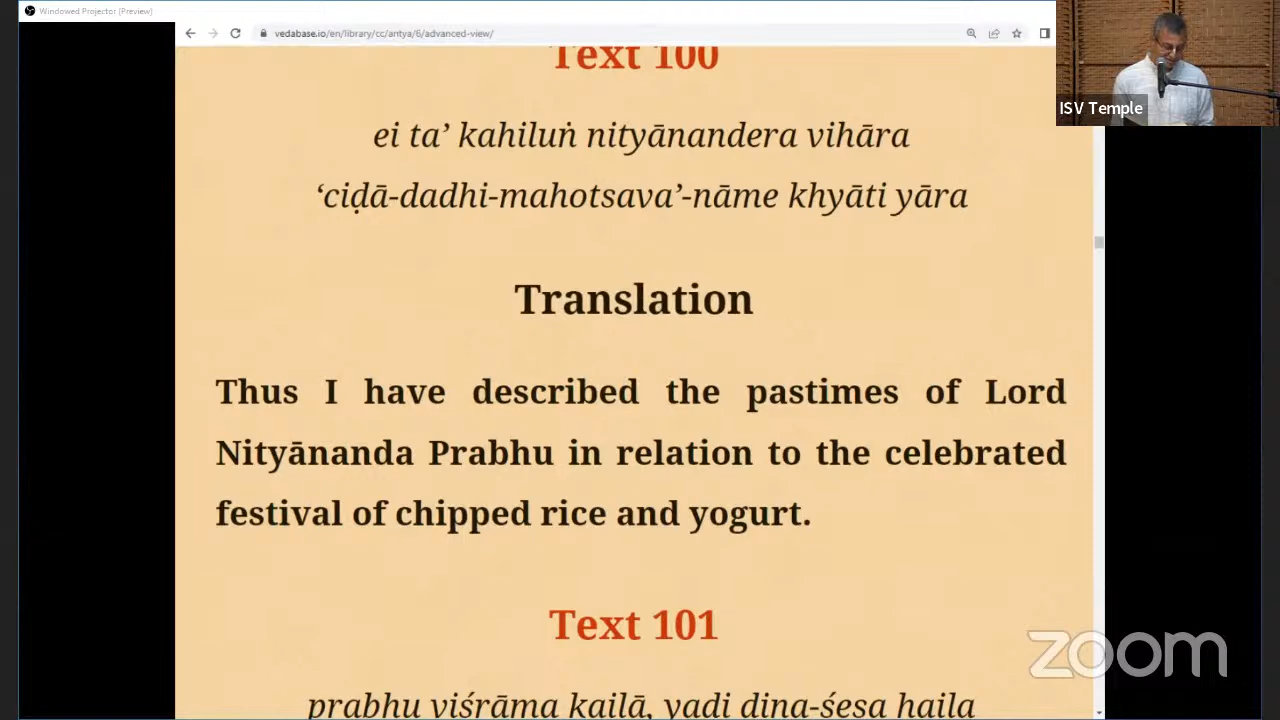 Windowed Projector [Preview]
vedabase.io/en/library/cc/antya/6/advanced-view/
Text 100
ei ta’ kahiluṅ nityānandera vihāra
‘ciḍā-dadhi-mahotsava’-nāme khyāti yāra
Translation
Thus I have described the pastimes of Lord
Nityānanda Prabhu in relation to the celebrated
festival of chipped rice and yogurt.
Text 101
prabhu viśrāma kailā, yadi dina-śeṣa haila
ISV Temple
zoom